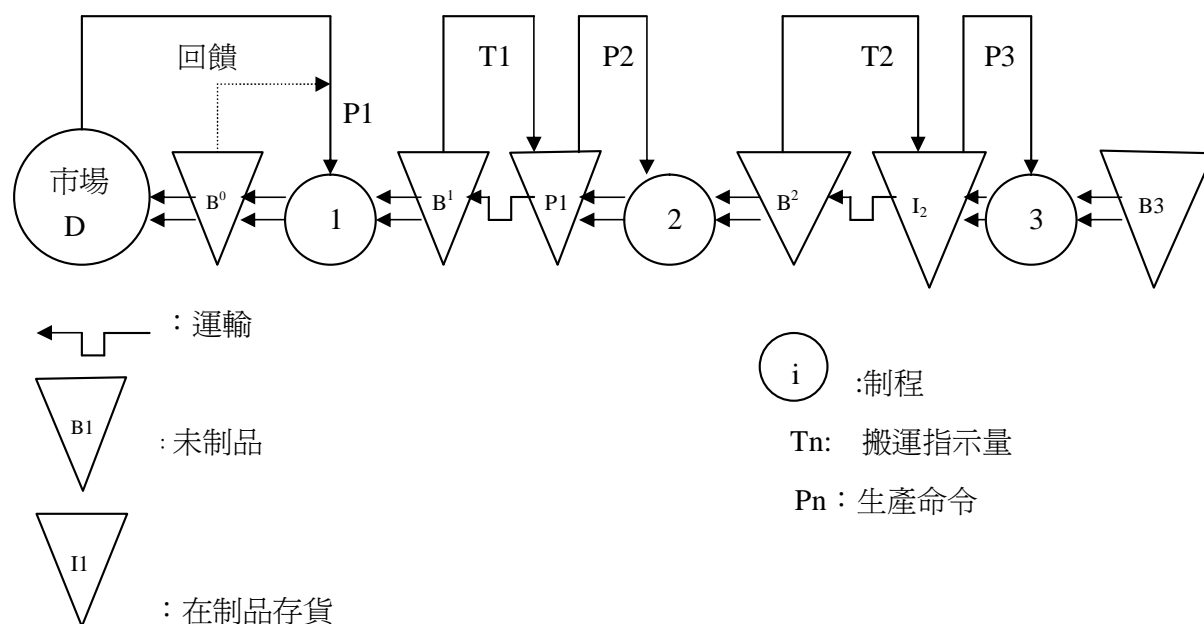 回饋
T1
P2
T2
P3
P1
市場
D
B⁰
1
B¹
P1
2
B²
I₂
3
B3
：運輸
i
:制程
B1
：未制品
Tn: 搬運指示量
Pn：生產命令
I1
：在制品存貨